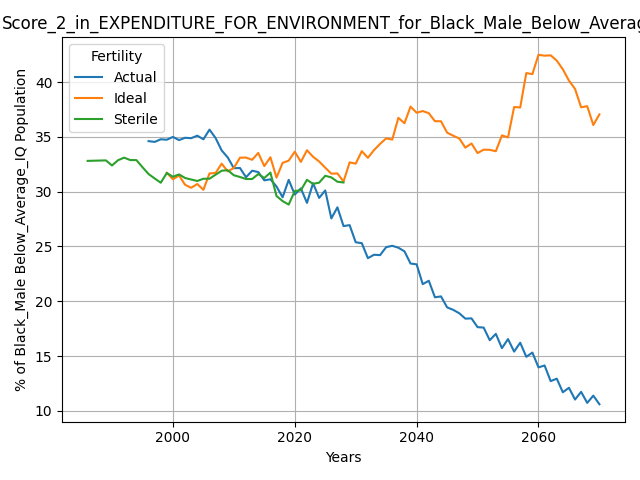 Score_2_in_EXPENDITURE_FOR_ENVIRONMENT_for_Black_Male_Below_Averag
Fertility
Actual
Ideal
Sterile
% of Black_Male Below_Average_IQ Population
40
35
30
25
20
15
10
2000
2020
2040
2060
Years